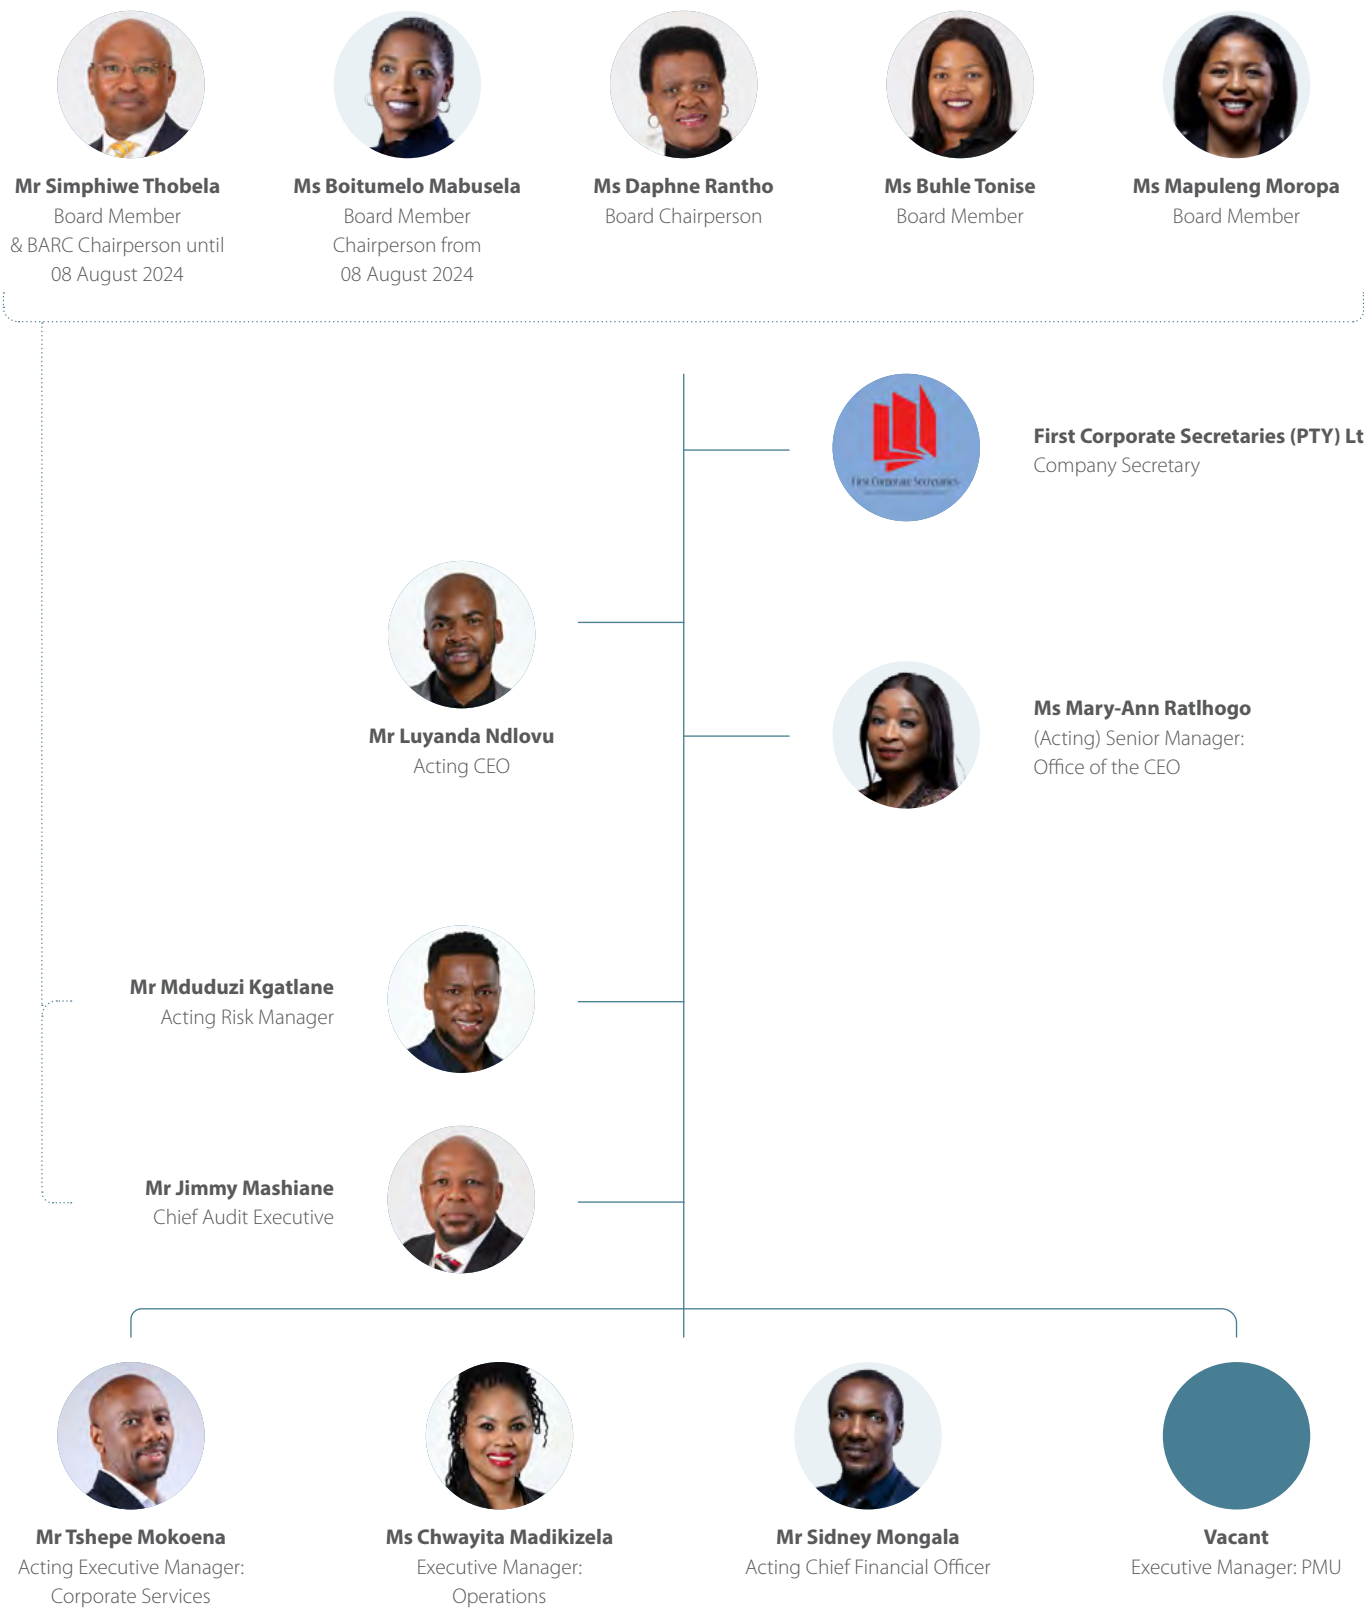 Mr Simphiwe Thobela
Board Member
& BARC Chairperson until
08 August 2024
Ms Boitumelo Mabusela
Board Member
Chairperson from
08 August 2024
Ms Daphne Rantho
Board Chairperson
Ms Buhle Tonise
Board Member
Ms Mapuleng Moropa
Board Member
First Corporate Secretaries
First Corporate Secretaries (PTY) Lt
Company Secretary
Mr Luyanda Ndlovu
Acting CEO
Ms Mary-Ann Ratlhogo
(Acting) Senior Manager:
Office of the CEO
Mr Mduduzi Kgatlane
Acting Risk Manager
Mr Jimmy Mashiane
Chief Audit Executive
Mr Tshepe Mokoena
Acting Executive Manager:
Corporate Services
Ms Chwayita Madikizela
Executive Manager:
Operations
Mr Sidney Mongala
Acting Chief Financial Officer
Vacant
Executive Manager: PMU